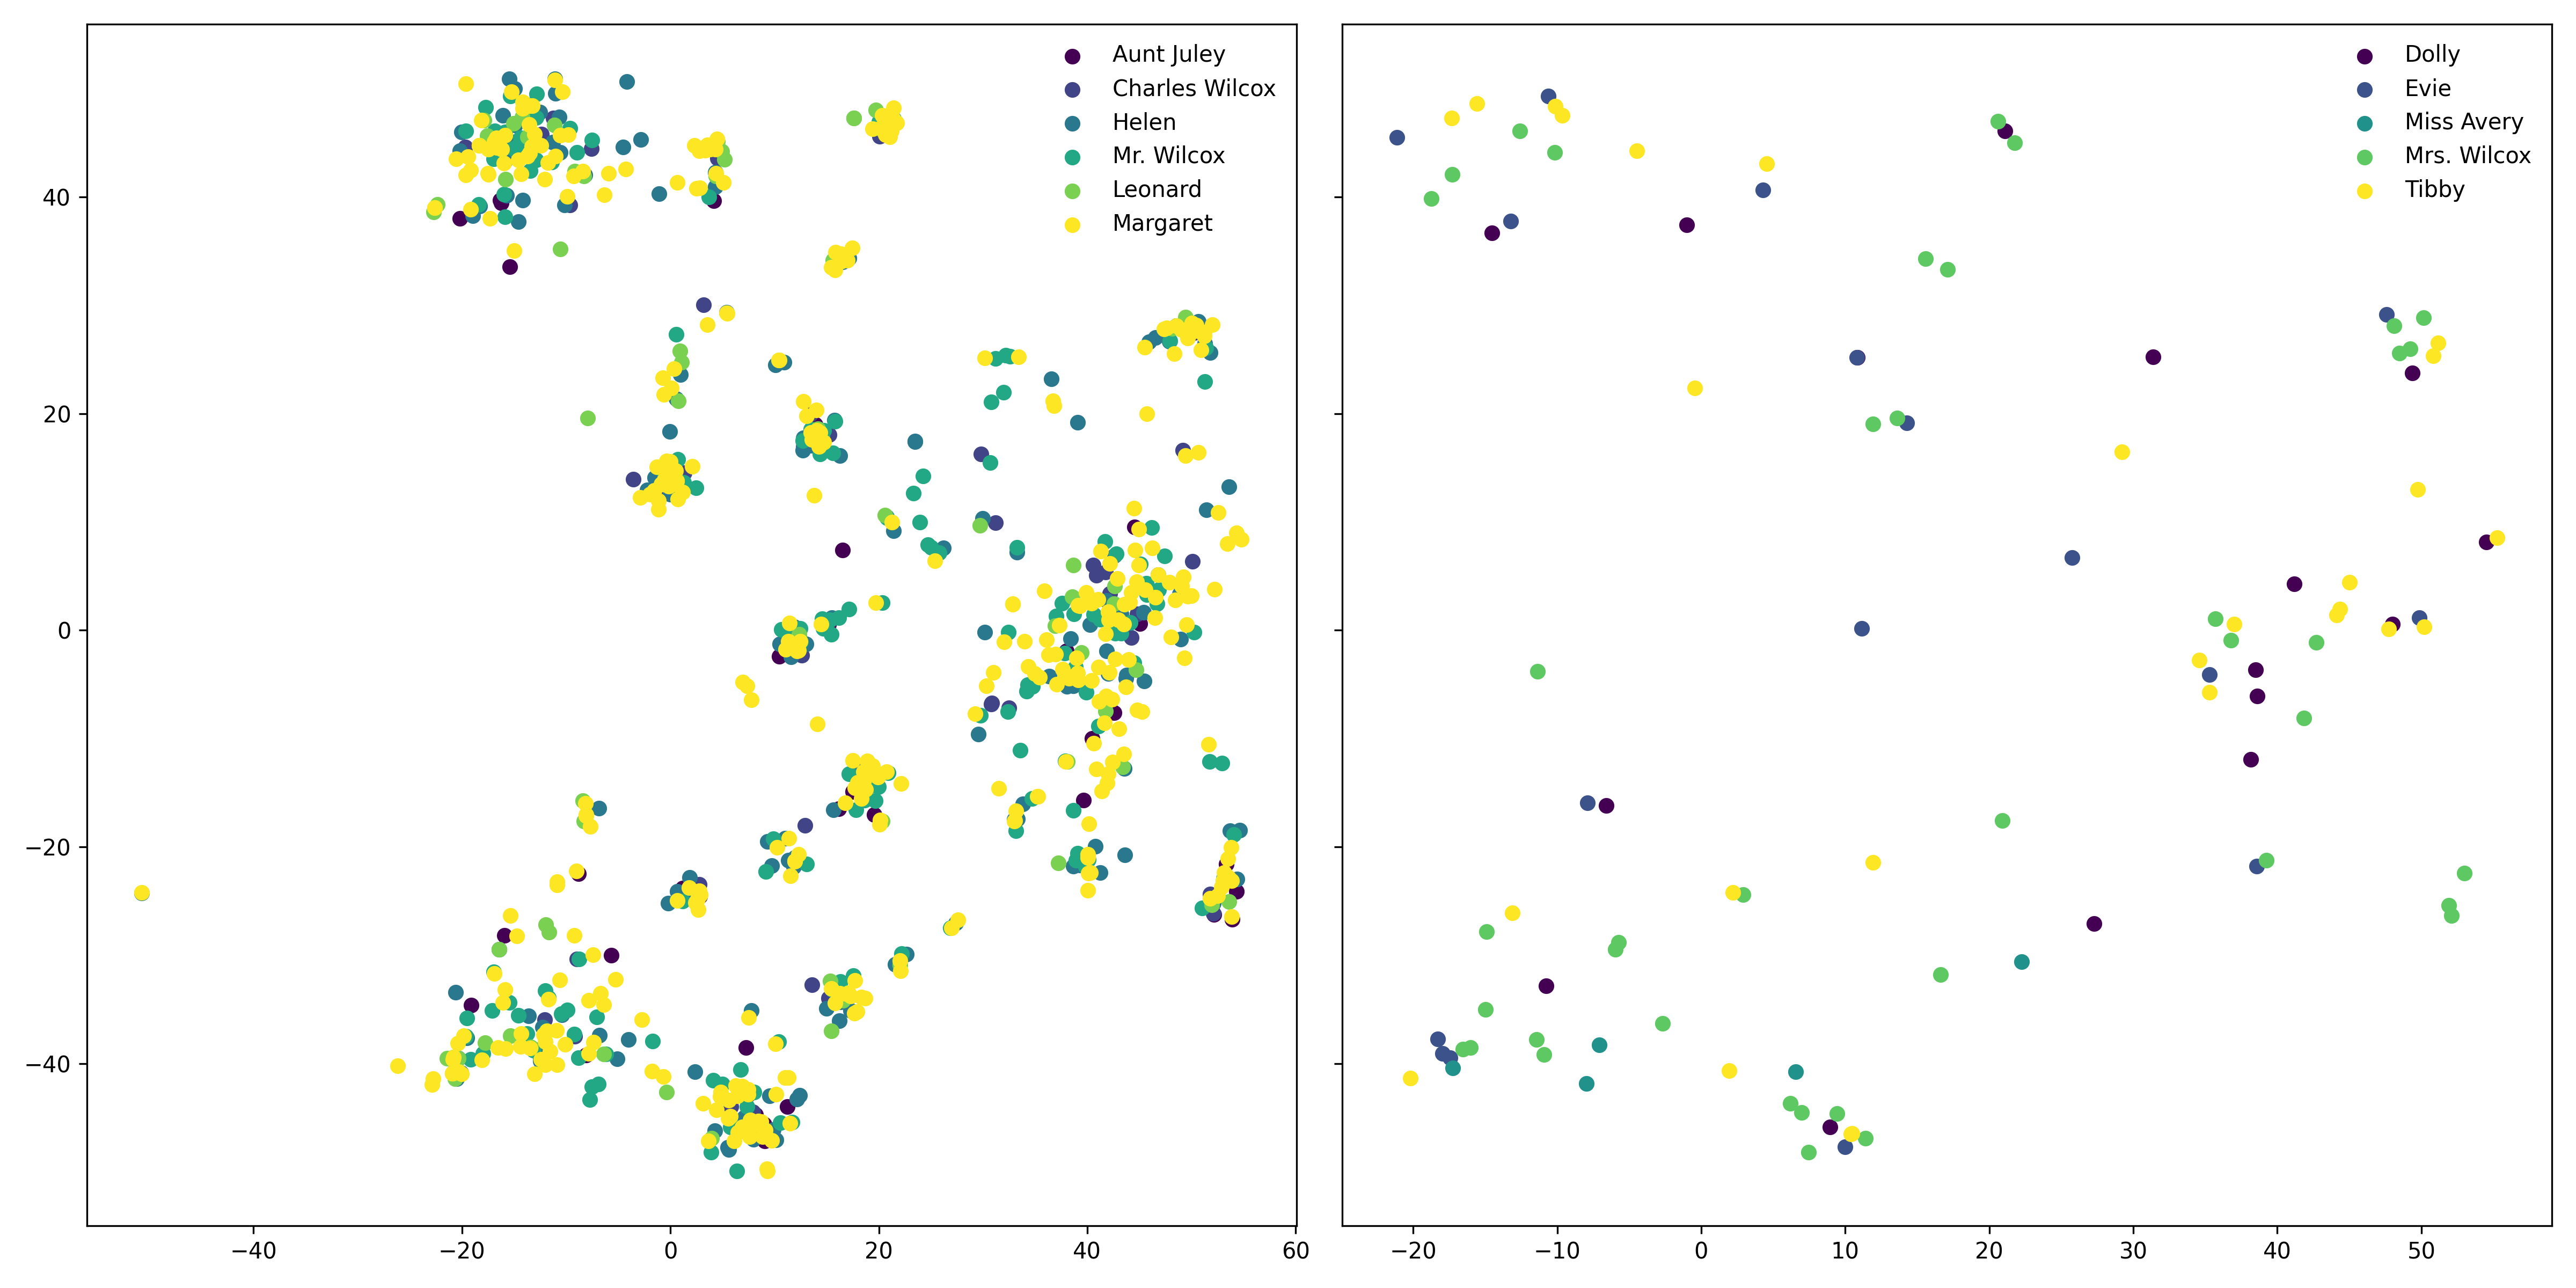 Aunt Juley
Charles Wilcox
Helen
Mr. Wilcox
Leonard
Margaret
40
20
0
−20
−40
−40
−20
0
20
40
60
Dolly
Evie
Miss Avery
Mrs. Wilcox
Tibby
−20
−10
0
10
20
30
40
50